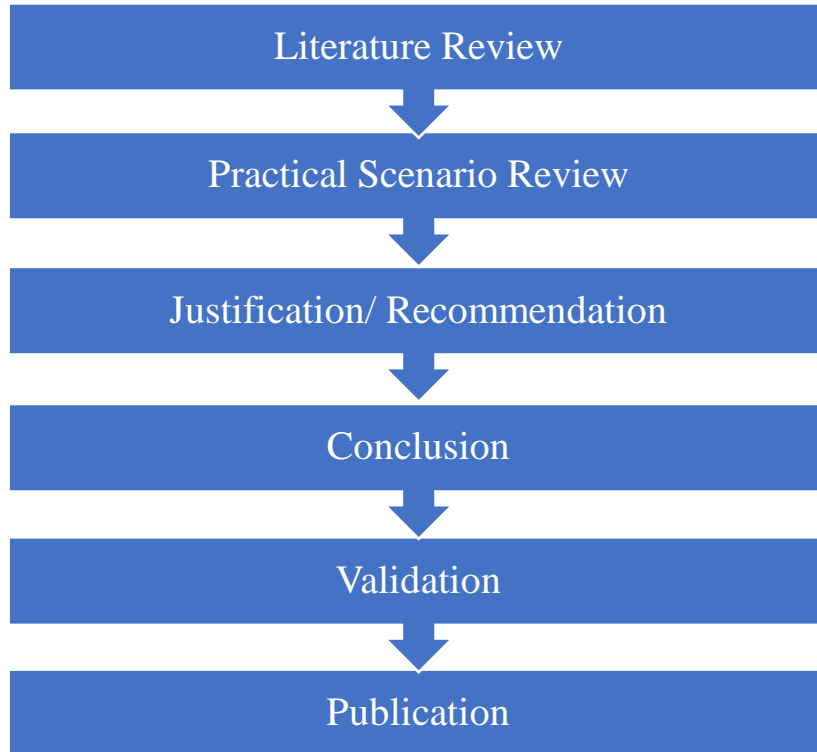 Literature Review
Practical Scenario Review
Justification/ Recommendation
Conclusion
Validation
Publication